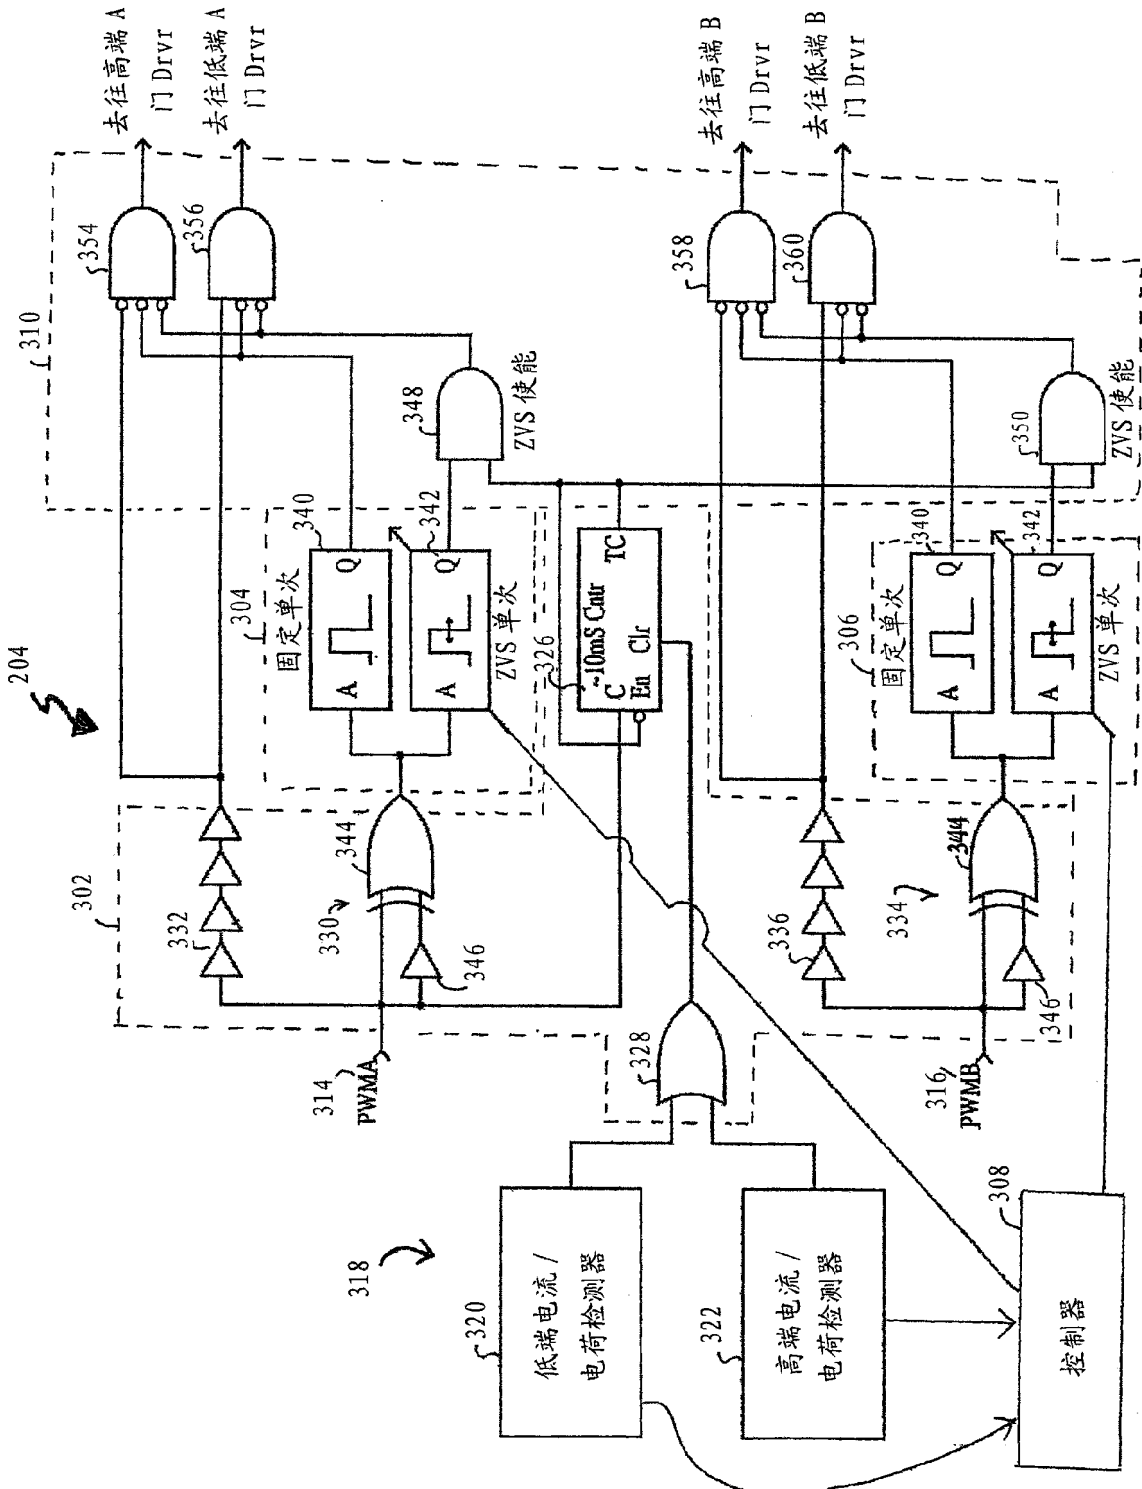 204
310
302
332
314
PWMA
330
344
346
304
固定单次
340
A
Q
342
A
Q
ZVS 单次
354
356
348
ZVS 使能
去往高端 A
门 Drvr
去往低端 A
门 Drvr
318
320
低端电流 /
电荷检测器
322
高端电流 /
电荷检测器
328
326
~10mS Cntr
C
TC
En
Clr
308
控制器
336
316
PWMB
334
344
346
306
固定单次
340
A
Q
342
A
Q
ZVS 单次
358
360
350
ZVS 使能
去往高端 B
门 Drvr
去往低端 B
门 Drvr